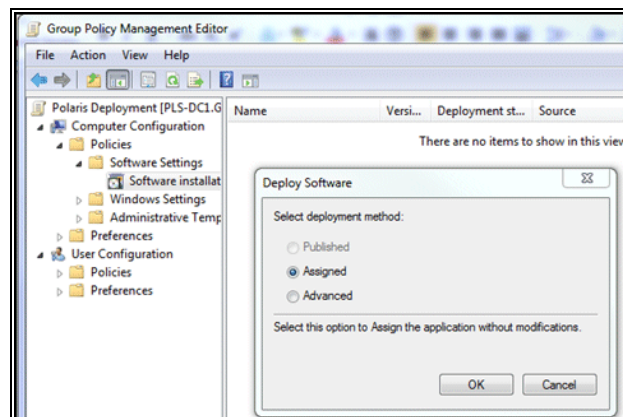 Group Policy Management Editor
File Action View Help
Polaris Deployment [PLS-DC1.G
Computer Configuration
Policies
Software Settings
Software installat
Windows Settings
Administrative Temp
Preferences
User Configuration
Policies
Preferences
Name Versi... Deployment st... Source
There are no items to show in this view
Deploy Software
Select deployment method:
Published
Assigned
Advanced
Select this option to Assign the application without modifications.
OK Cancel